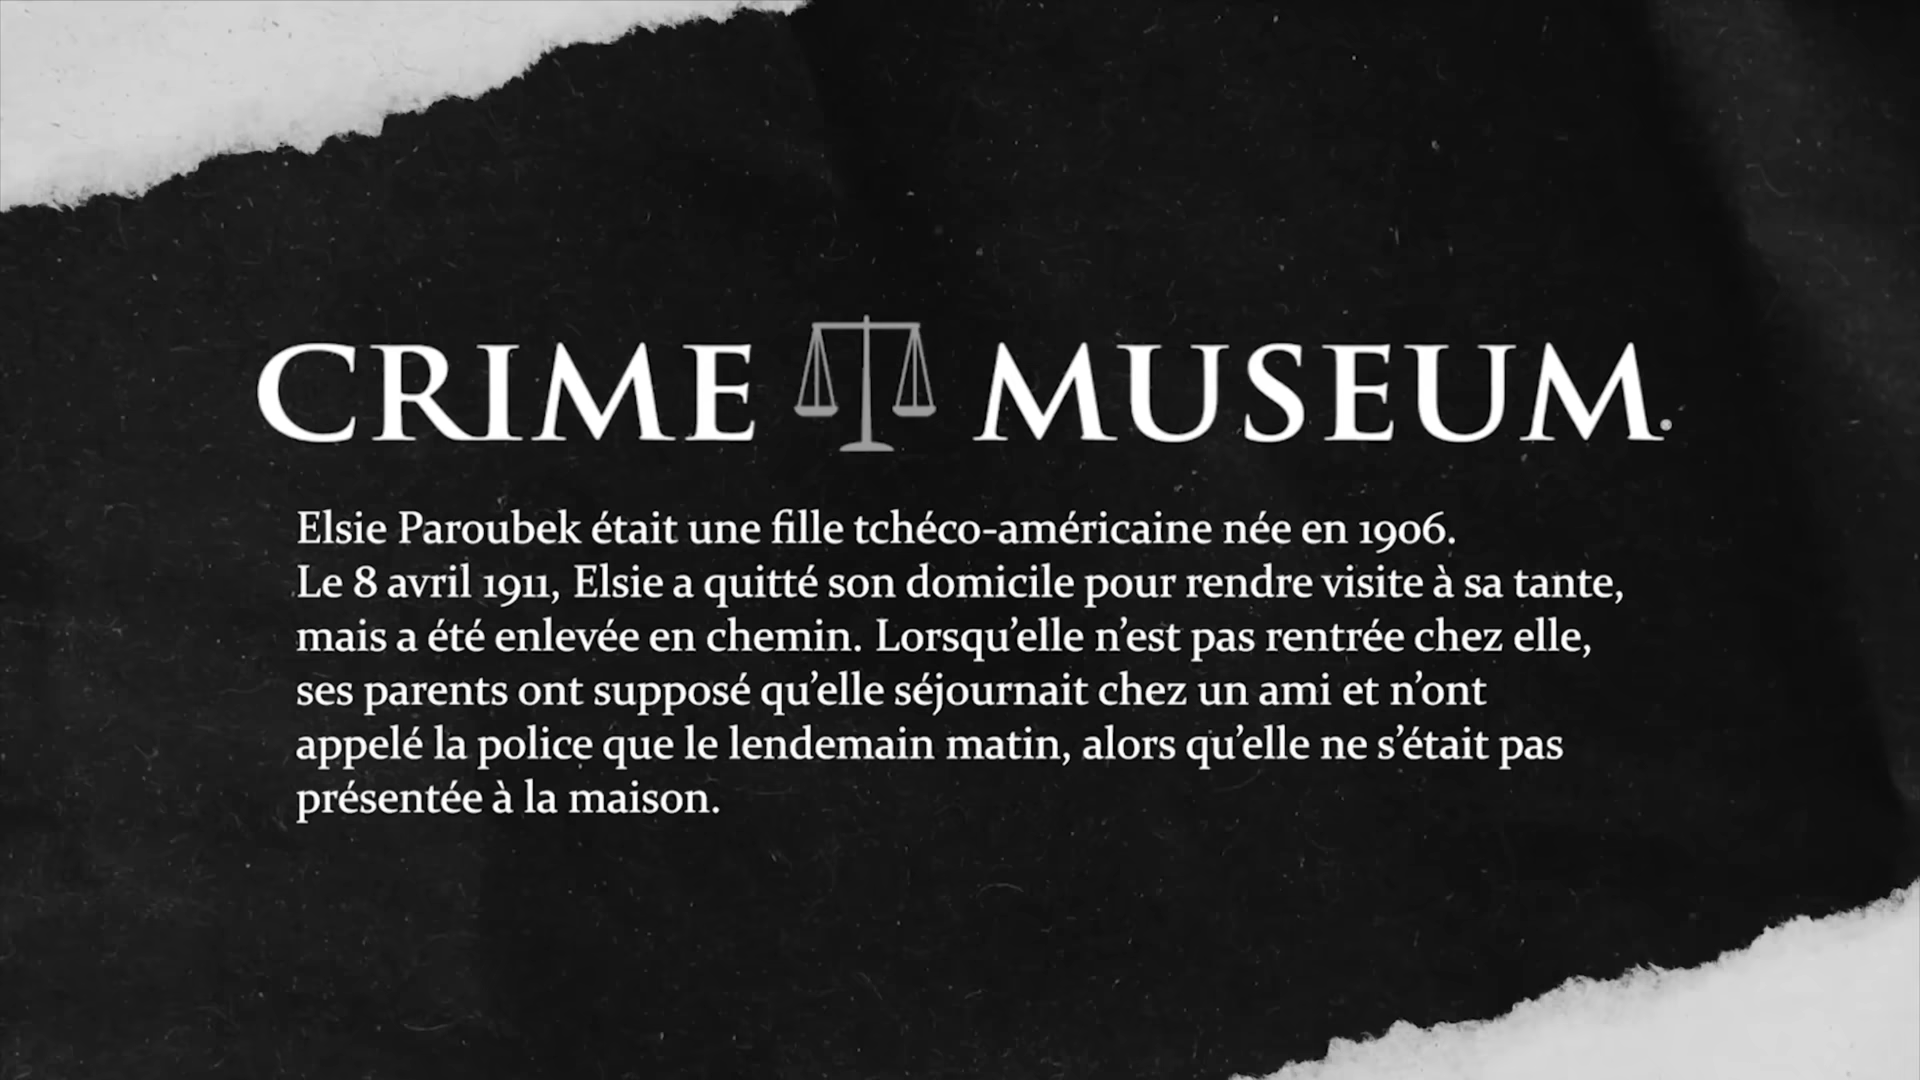 CRIME MUSEUM
Elsie Paroubek était une fille tchéco-américaine née en 1906.
Le 8 avril 1911, Elsie a quitté son domicile pour rendre visite à sa tante,
mais a été enlevée en chemin. Lorsqu’elle n’est pas rentrée chez elle,
ses parents ont supposé qu’elle séjournait chez un ami et n’ont
appelé la police que le lendemain matin, alors qu’elle ne s’était pas
présentée à la maison.